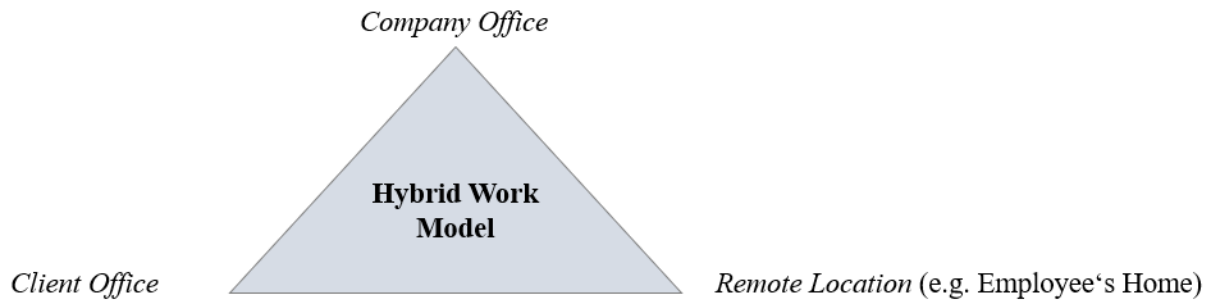 Company Office
Hybrid Work
Model
Client Office
Remote Location (e.g. Employee‘s Home)